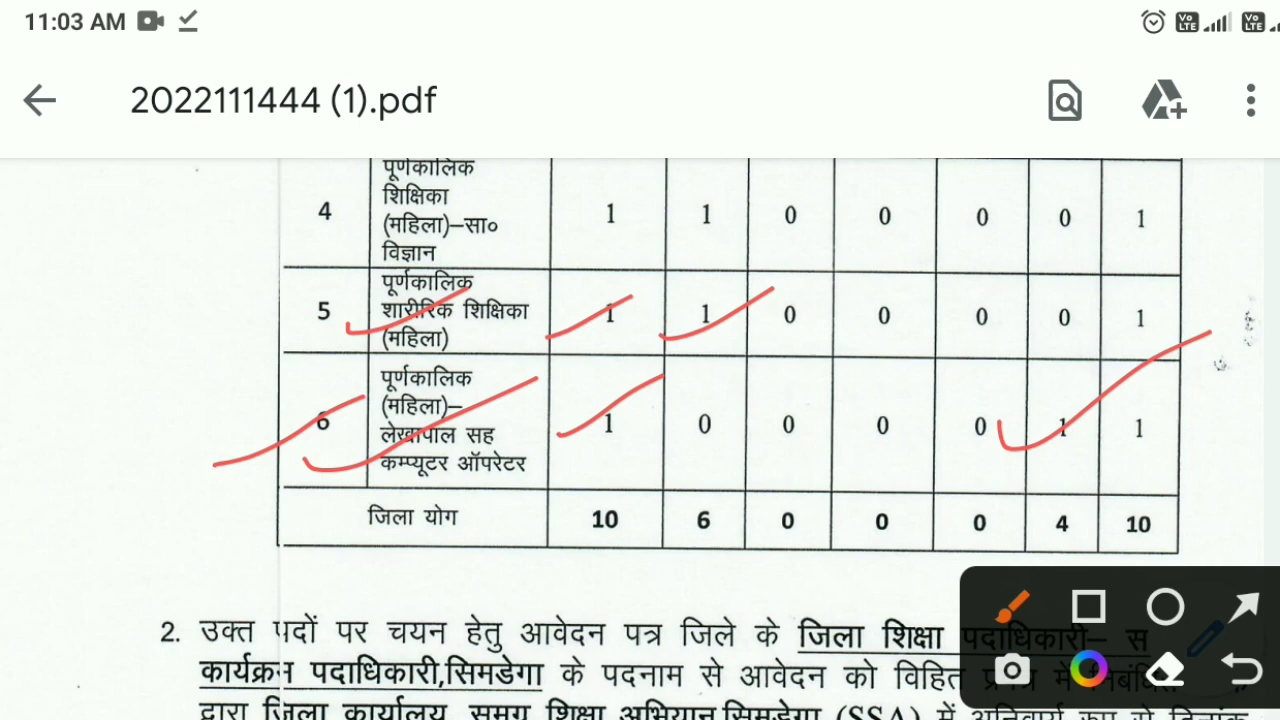 11:03 AM
2022111444 (1).pdf
पूर्णकालिक
शिक्षिका
(महिला)–सा०
विज्ञान
4 1 1 0 0 0 0 1
पूर्णकालिक
शारीरिक शिक्षिका
(महिला)
5 1 1 0 0 0 0 1
पूर्णकालिक
(महिला)–
लेखापाल सह
कम्प्यूटर ऑपरेटर
6 1 0 0 0 0 1 1
जिला योग 10 6 0 0 0 4 10
2. उक्त पदों पर चयन हेतु आवेदन पत्र जिले के जिला शिक्षा पदाधिकारी– स
कार्यक्रम पदाधिकारी,सिमडेगा के पदनाम से आवेदन को विहित
द्वारा जिला कार्यालय, समग्र शिक्षा अभियान,सिमडेगा (SSA) में अनिवार्य रूप से दिनांक